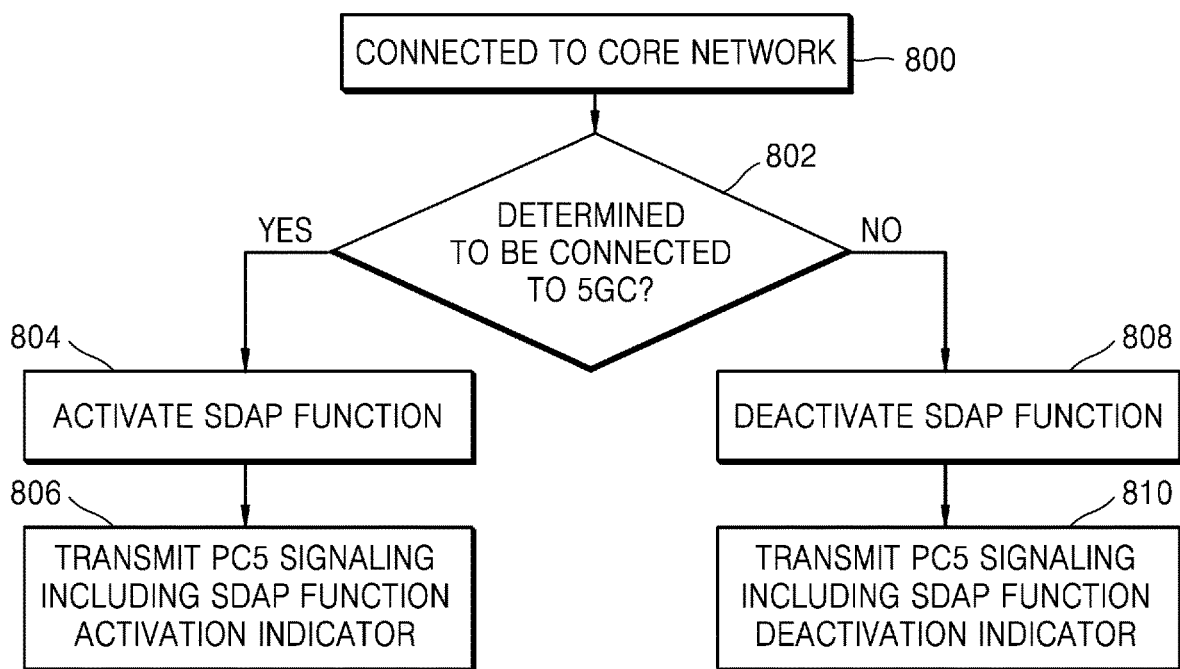 CONNECTED TO CORE NETWORK
800
802
DETERMINED
TO BE CONNECTED
TO 5GC?
YES
NO
804
ACTIVATE SDAP FUNCTION
808
DEACTIVATE SDAP FUNCTION
806
TRANSMIT PC5 SIGNALING
INCLUDING SDAP FUNCTION
ACTIVATION INDICATOR
810
TRANSMIT PC5 SIGNALING
INCLUDING SDAP FUNCTION
DEACTIVATION INDICATOR